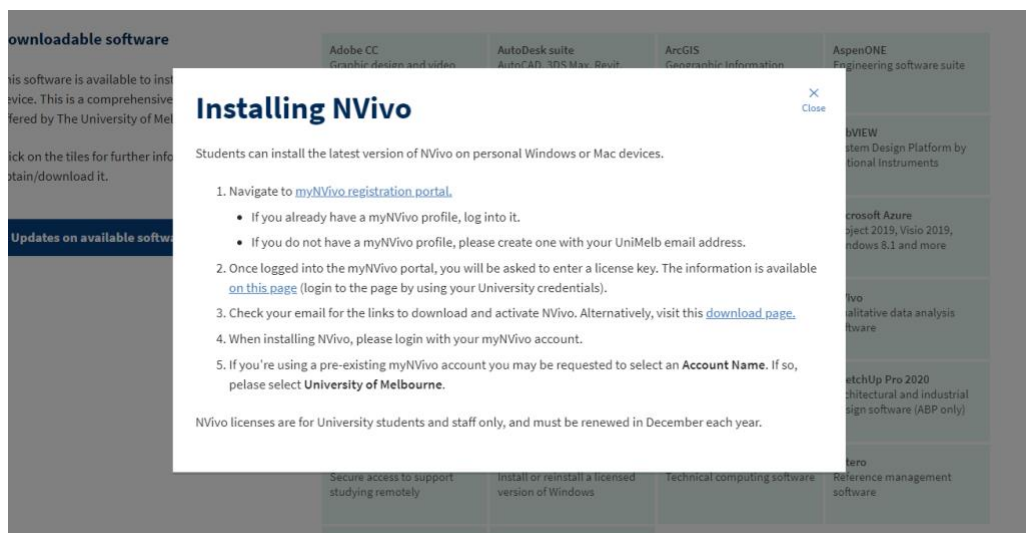 ownloadable software
his software is available to inst
evice. This is a comprehensive
fered by The University of Mel
ick on the tiles for further info
otain/download it.
Updates on available softwa
Adobe CC
Graphic design and video
AutoDesk suite
AutoCAD, 3DS Max, Revit,
ArcGIS
Geographic Information
AspenONE
Engineering software suite
Installing NVivo
Close
Students can install the latest version of NVivo on personal Windows or Mac devices.
1. Navigate to myNVivo registration portal.
• If you already have a myNVivo profile, log into it.
• If you do not have a myNVivo profile, please create one with your UniMelb email address.
2. Once logged into the myNVivo portal, you will be asked to enter a license key. The information is available
on this page (login to the page by using your University credentials).
3. Check your email for the links to download and activate NVivo. Alternatively, visit this download page.
4. When installing NVivo, please login with your myNVivo account.
5. If you're using a pre-existing myNVivo account you may be requested to select an Account Name. If so,
pelase select University of Melbourne.
NVivo licenses are for University students and staff only, and must be renewed in December each year.
bVIEW
stem Design Platform by
tional Instruments
crosoft Azure
oject 2019, Visio 2019,
ndows 8.1 and more
ivo
alitative data analysis
ftware
etchUp Pro 2020
chitectural and industrial
sign software (ABP only)
Secure access to support
studying remotely
Install or reinstall a licensed
version of Windows
Technical computing software
tero
Reference management
software